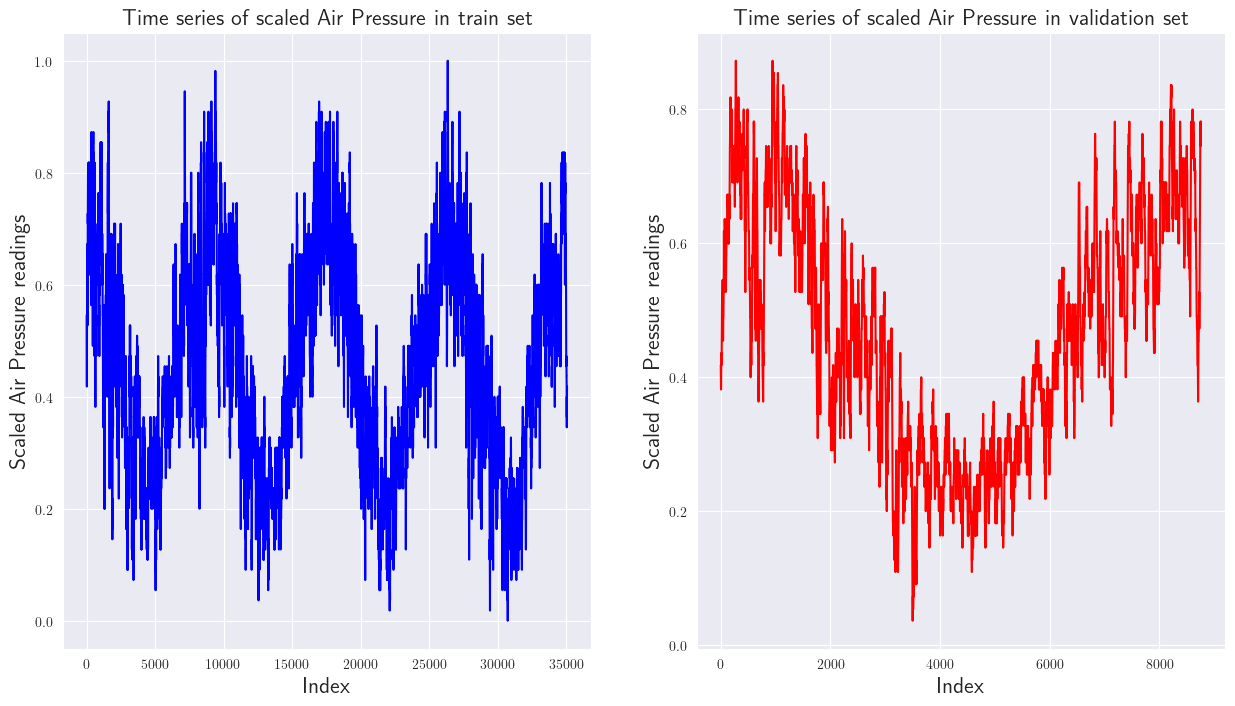 Time series of scaled Air Pressure in train set
Scaled Air Pressure readings
1.0
0.8
0.6
0.4
0.2
0.0
0 5000 10000 15000 20000 25000 30000 35000
Index
Time series of scaled Air Pressure in validation set
Scaled Air Pressure readings
0.8
0.6
0.4
0.2
0.0
0 2000 4000 6000 8000
Index